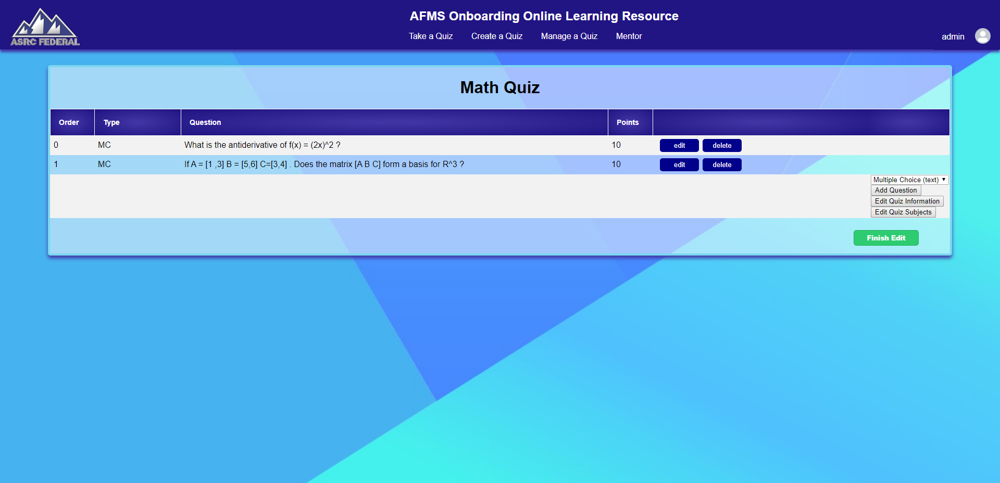 AFMS Onboarding Online Learning Resource
ASRC FEDERAL
Take a Quiz Create a Quiz Manage a Quiz Mentor
admin
Math Quiz
Order Type Question Points
0 MC What is the antiderivative of f(x) = (2x)^2 ? 10 edit delete
1 MC If A = [1 ,3] B = [5,6] C=[3,4] . Does the matrix [A B C] form a basis for R^3 ? 10 edit delete
Multiple Choice (text)
Add Question
Edit Quiz Information
Edit Quiz Subjects
Finish Edit